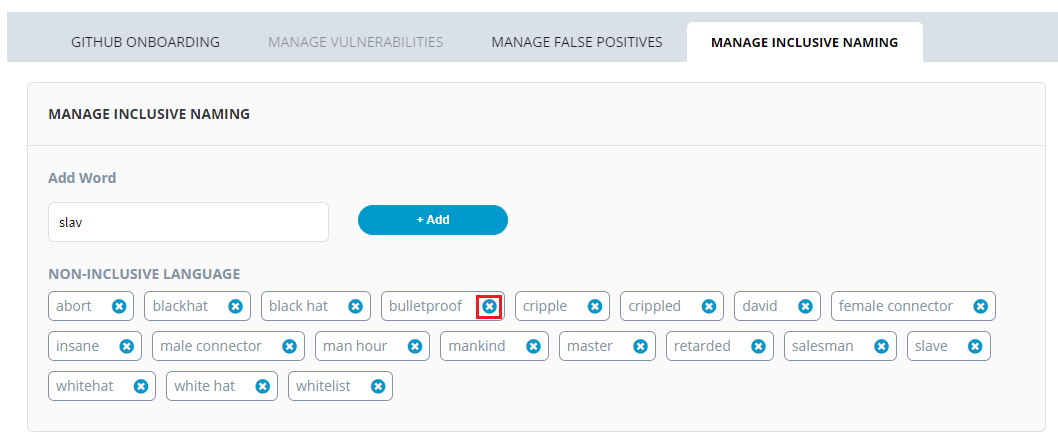 GITHUB ONBOARDING MANAGE VULNERABILITIES MANAGE FALSE POSITIVES MANAGE INCLUSIVE NAMING
MANAGE INCLUSIVE NAMING
Add Word
slav + Add
NON-INCLUSIVE LANGUAGE
abort blackhat black hat bulletproof cripple crippled david female connector
insane male connector man hour mankind master retarded salesman slave
whitehat white hat whitelist